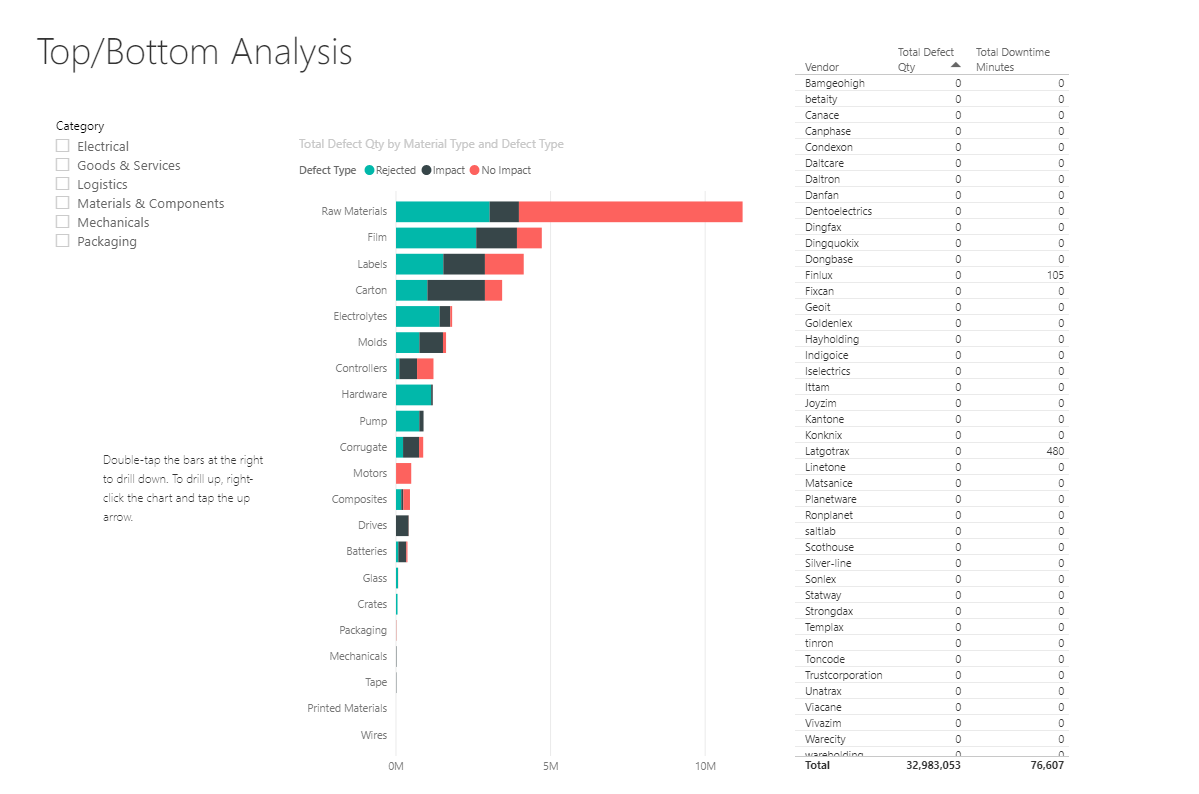 Top/Bottom Analysis
Category
Electrical
Goods & Services
Logistics
Materials & Components
Mechanicals
Packaging
Double-tap the bars at the right
to drill down. To drill up, right-
click the chart and tap the up
arrow.
Total Defect Qty by Material Type and Defect Type
Defect Type Rejected Impact No Impact
Raw Materials
Film
Labels
Carton
Electrolytes
Molds
Controllers
Hardware
Pump
Corrugate
Motors
Composites
Drives
Batteries
Glass
Crates
Packaging
Mechanicals
Tape
Printed Materials
Wires
0M 5M 10M
Total Defect Total Downtime
Vendor Qty Minutes
Bamgeohigh 0 0
betaity 0 0
Canace 0 0
Canphase 0 0
Condexon 0 0
Daltcare 0 0
Daltron 0 0
Danfan 0 0
Dentoelectrics 0 0
Dingfax 0 0
Dingquokix 0 0
Dongbase 0 0
Finlux 0 105
Fixcan 0 0
Geoit 0 0
Goldenlex 0 0
Hayholding 0 0
Indigoice 0 0
Iselectrics 0 0
Ittam 0 0
Joyzim 0 0
Kantone 0 0
Konknix 0 0
Latgotrax 0 480
Linetone 0 0
Matsanice 0 0
Planetware 0 0
Ronplanet 0 0
saltlab 0 0
Scothouse 0 0
Silver-line 0 0
Sonlex 0 0
Statway 0 0
Strongdax 0 0
Templax 0 0
tinron 0 0
Toncode 0 0
Trustcorporation 0 0
Unatrax 0 0
Viacane 0 0
Vivazim 0 0
Warecity 0 0
wareholding 0 0
Total 32,983,053 76,607